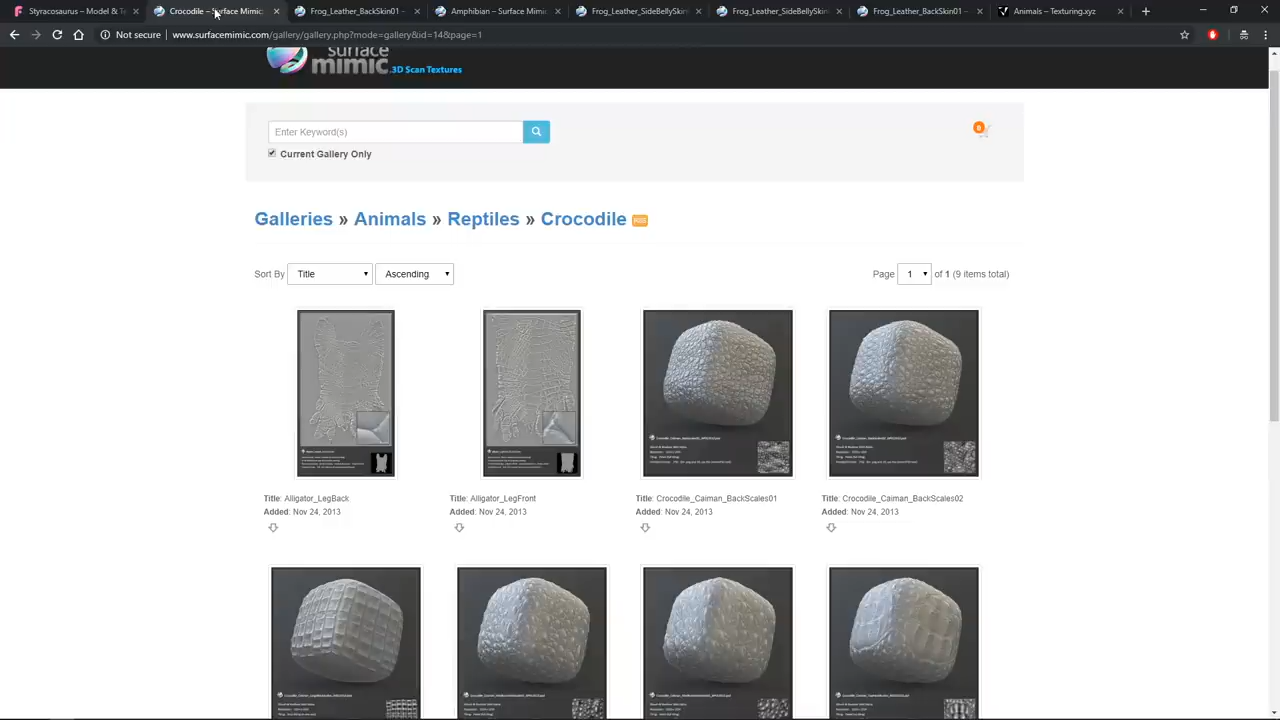 Styracosaurus – Model & Te
Crocodile – Surface Mimic
Frog_Leather_BackSkin01 –
Amphibian – Surface Mimic
Frog_Leather_SideBellySkin
Frog_Leather_SideBellySkin
Frog_Leather_BackSkin01 –
Animals – Texturing.xyz
Not secure | www.surfacemimic.com/gallery/gallery.php?mode=gallery&id=14&page=1
surface
mimic.3D Scan Textures
Enter Keyword(s)
Current Gallery Only
Galleries » Animals » Reptiles » Crocodile RSS
Sort By Title Ascending
Page 1 of 1 (9 items total)
Title: Alligator_LegBack
Added: Nov 24, 2013
Title: Alligator_LegFront
Added: Nov 24, 2013
Title: Crocodile_Caiman_BackScales01
Added: Nov 24, 2013
Title: Crocodile_Caiman_BackScales02
Added: Nov 24, 2013